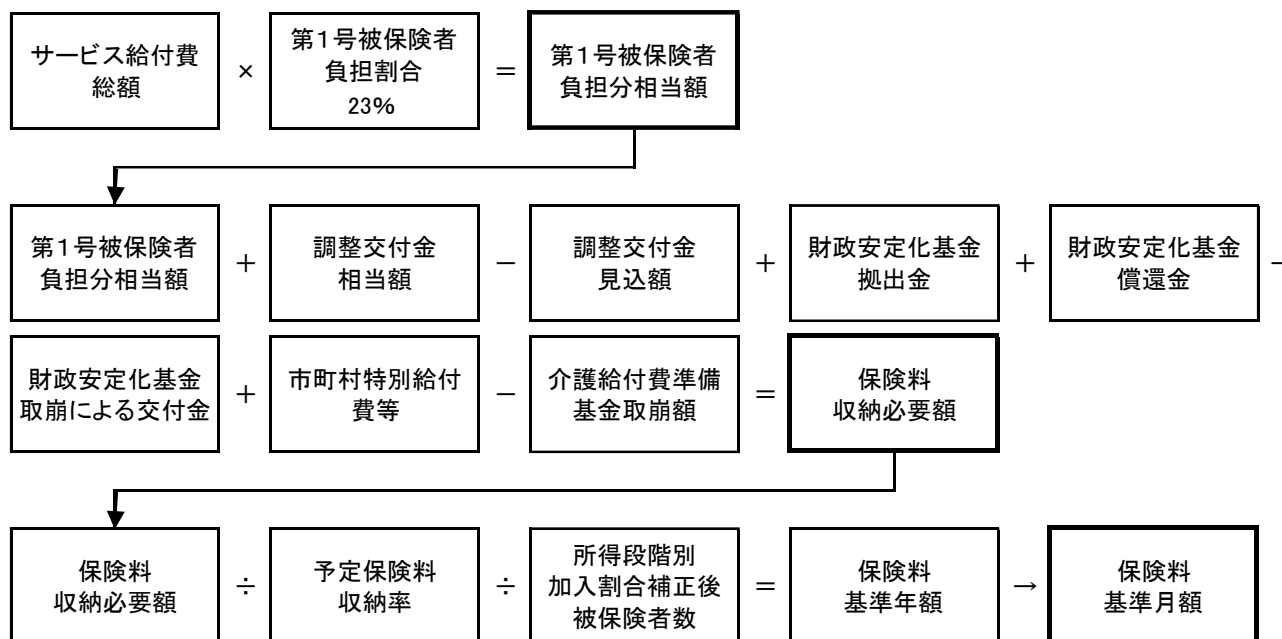 サービス給付費
総額
×
第1号被保険者
負担割合
23%
＝
第1号被保険者
負担分相当額
第1号被保険者
負担分相当額
＋
調整交付金
相当額
－
調整交付金
見込額
＋
財政安定化基金
拠出金
＋
財政安定化基金
償還金
－
財政安定化基金
取崩による交付金
＋
市町村特別給付
費等
－
介護給付費準備
基金取崩額
＝
保険料
収納必要額
保険料
収納必要額
÷
予定保険料
収納率
÷
所得段階別
加入割合補正後
被保険者数
＝
保険料
基準年額
→
保険料
基準月額